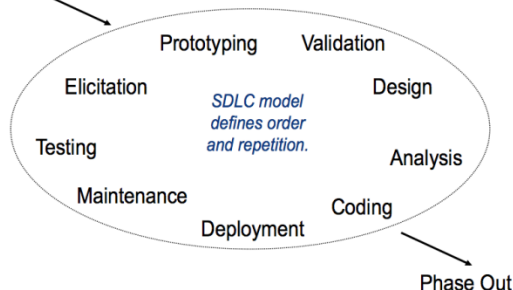 Prototyping
Validation
Elicitation
Design
SDLC model
defines order
and repetition.
Testing
Analysis
Maintenance
Coding
Deployment
Phase Out